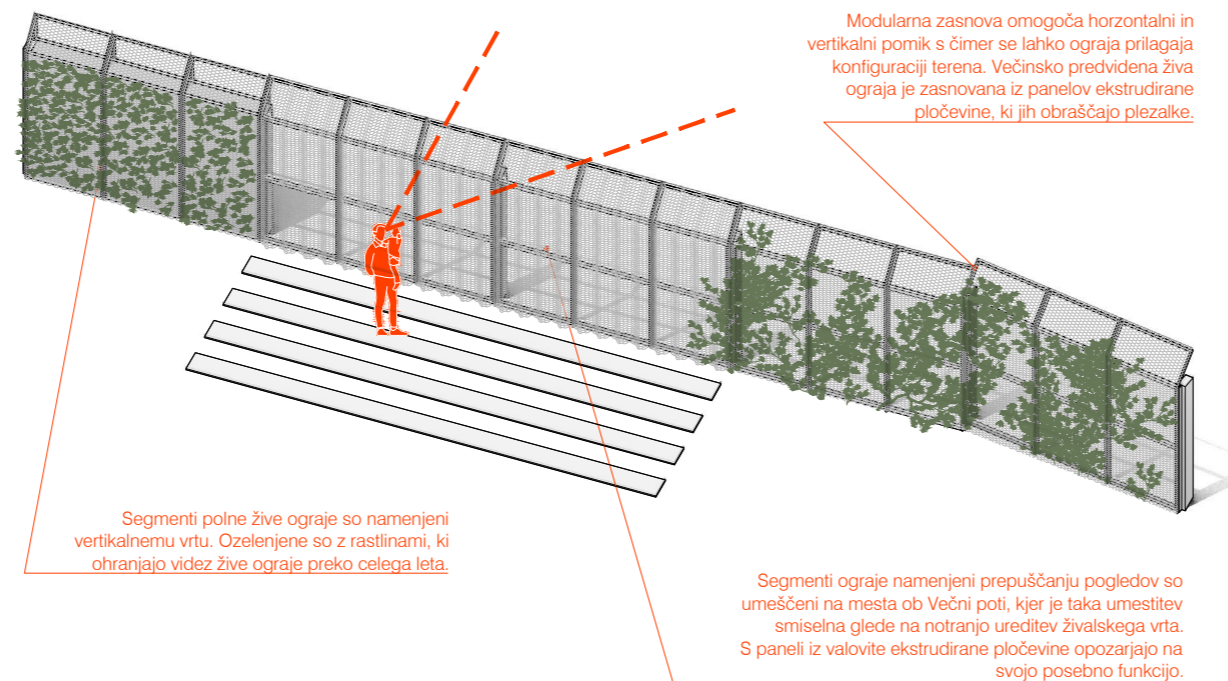 Modularna zasnova omogoča horzontalni in
vertikalni pomik s čimer se lahko ograja prilagaja
konfiguraciji terena. Večinsko predvidena živa
ograja je zasnovana iz panelov ekstrudirane
pločevine, ki jih obraščajo plezalke.
Segmenti polne žive ograje so namenjeni
vertikalnemu vrtu. Ozelenjene so z rastlinami, ki
ohranjajo videz žive ograje preko celega leta.
Segmenti ograje namenjeni prepuščanju pogledov so
umeščeni na mesta ob Večni poti, kjer je taka umestitev
smiselna glede na notranjo ureditev živalskega vrta.
S paneli iz valovite ekstrudirane pločevine opozarjajo na
svojo posebno funkcijo.